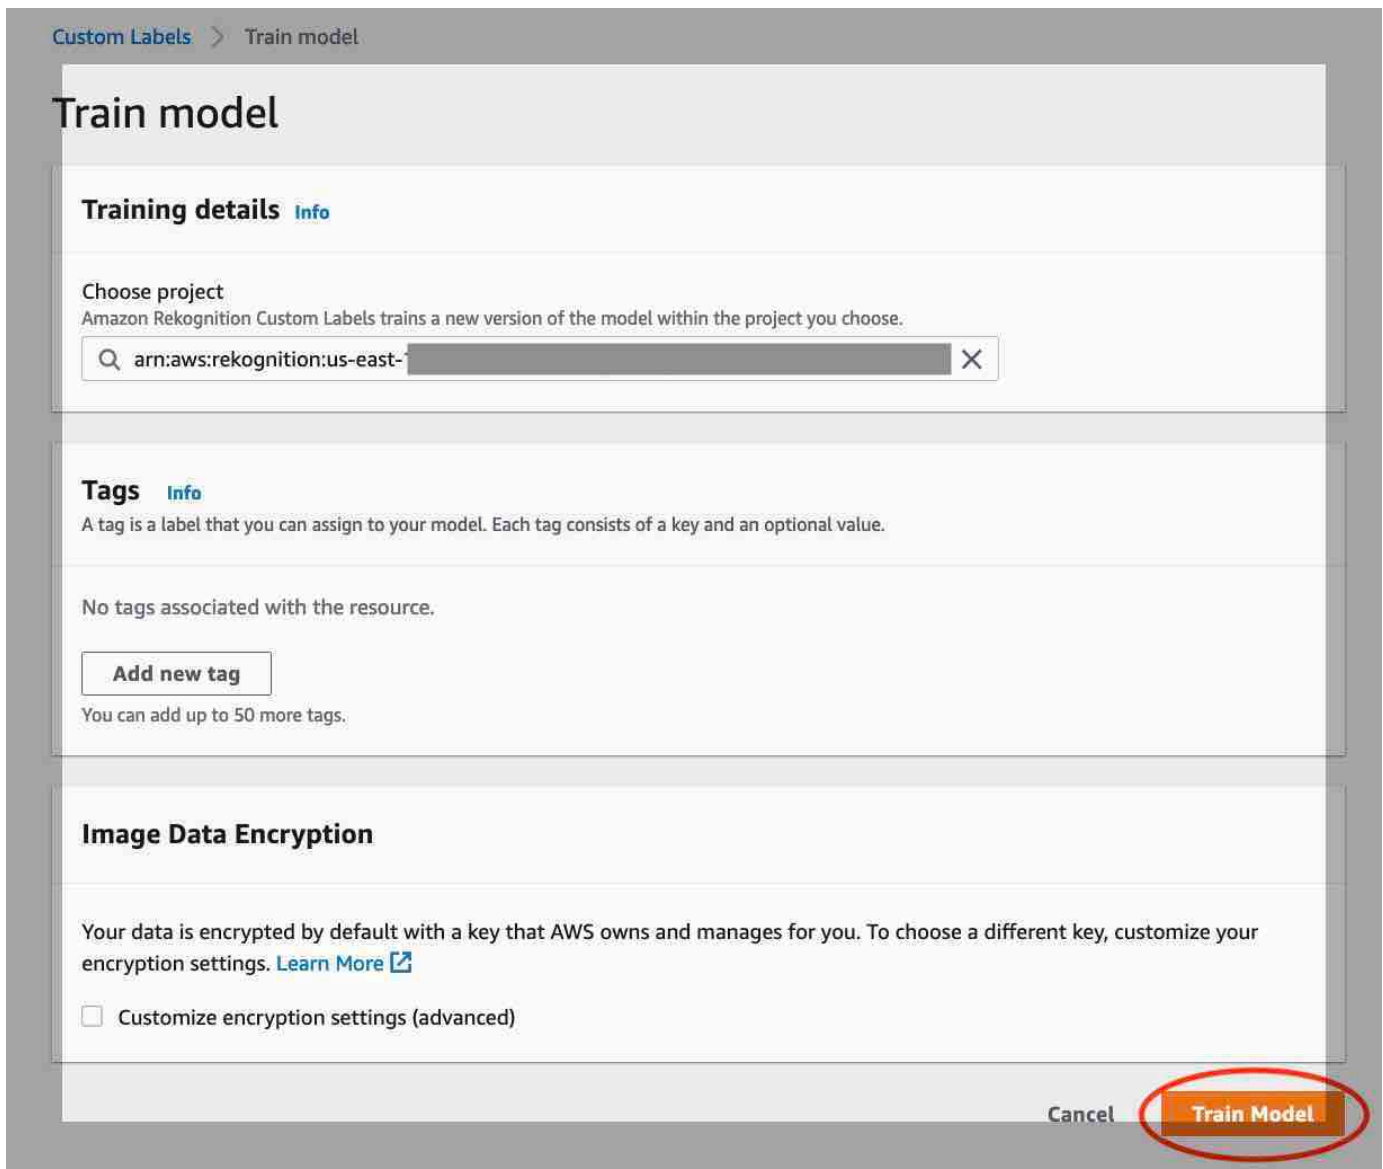 Custom Labels > Train model
Train model
Training details Info
Choose project
Amazon Rekognition Custom Labels trains a new version of the model within the project you choose.
arn:aws:rekognition:us-east-
Tags Info
A tag is a label that you can assign to your model. Each tag consists of a key and an optional value.
No tags associated with the resource.
Add new tag
You can add up to 50 more tags.
Image Data Encryption
Your data is encrypted by default with a key that AWS owns and manages for you. To choose a different key, customize your
encryption settings. Learn More
Customize encryption settings (advanced)
Cancel Train Model